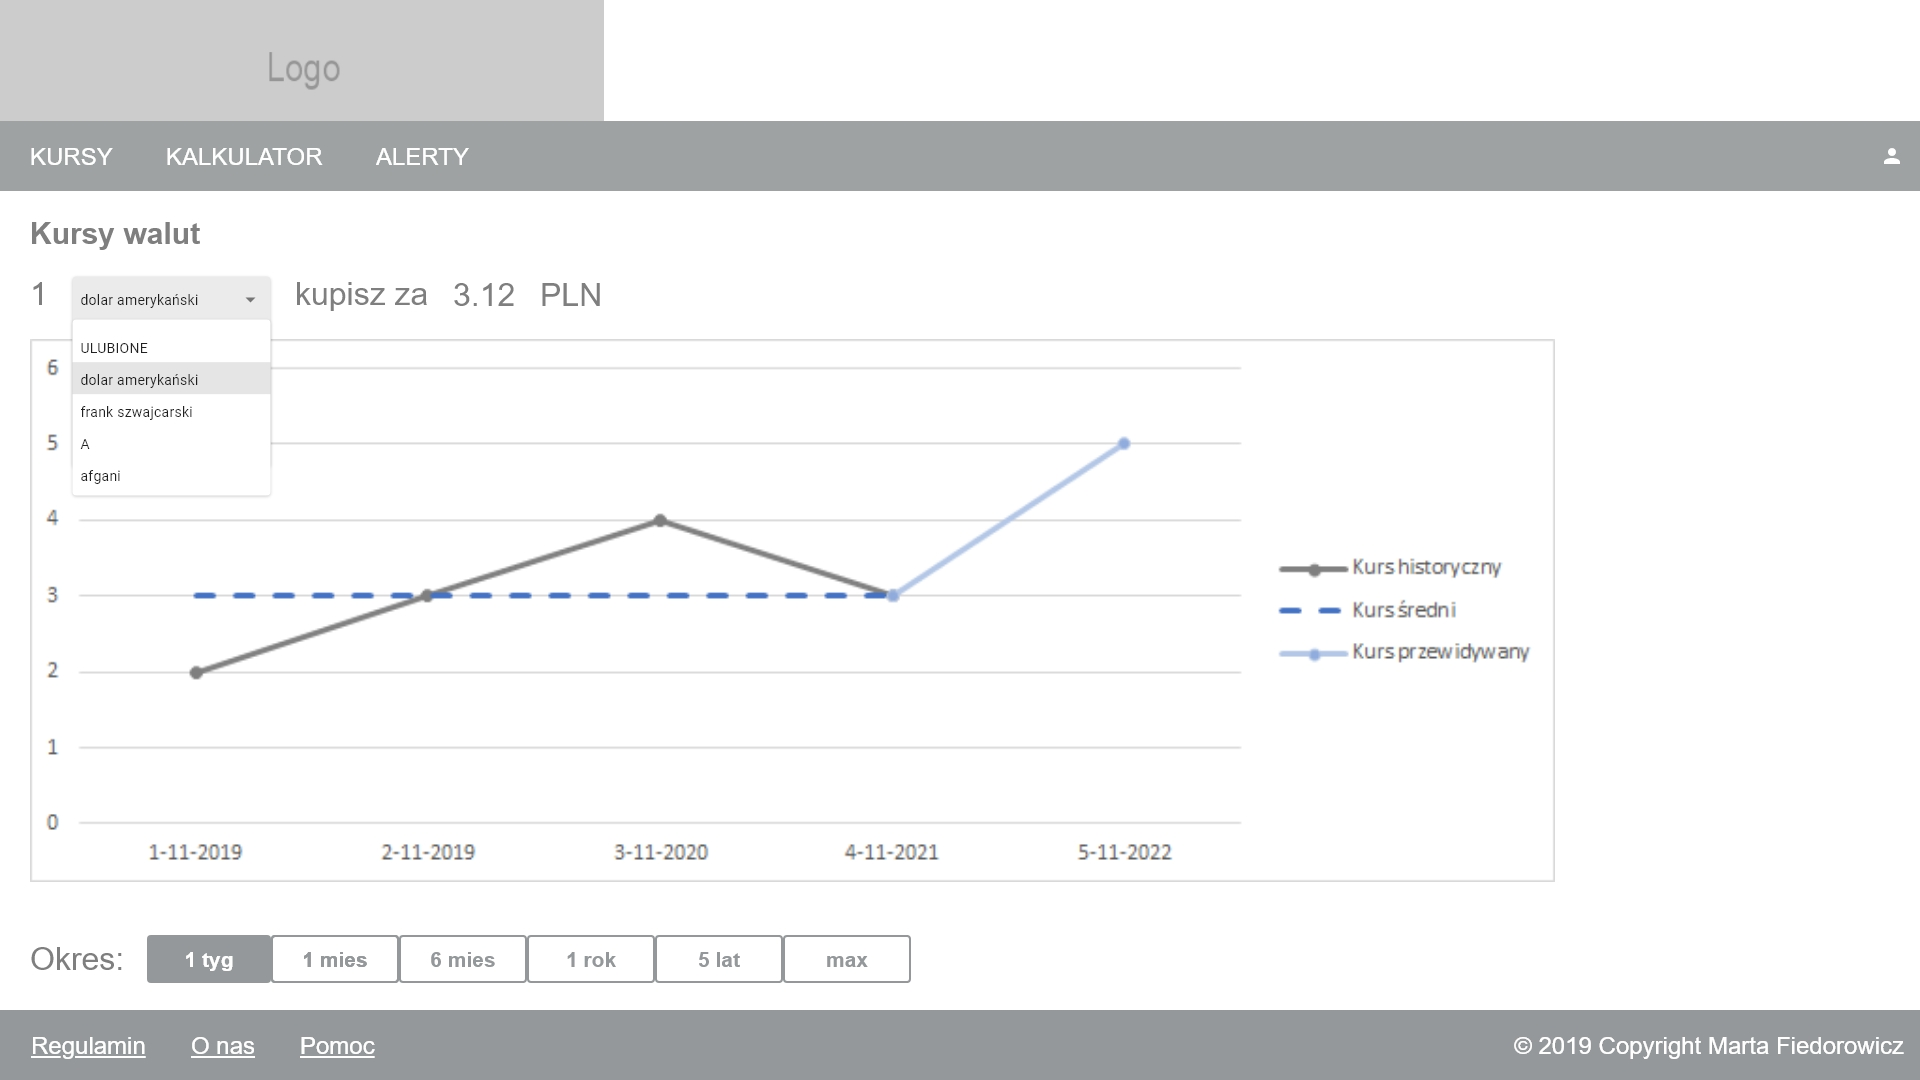 Logo
KURSY KALKULATOR ALERTY
Kursy walut
1 dolar amerykański kupisz za 3.12 PLN
ULUBIONE
dolar amerykański
frank szwajcarski
A
afgani
6
5
4
3
2
1
0
1-11-2019 2-11-2019 3-11-2020 4-11-2021 5-11-2022
Kurs historyczny
Kurs średni
Kurs przewidywany
Okres: 1 tyg 1 mies 6 mies 1 rok 5 lat max
Regulamin O nas Pomoc © 2019 Copyright Marta Fiedorowicz